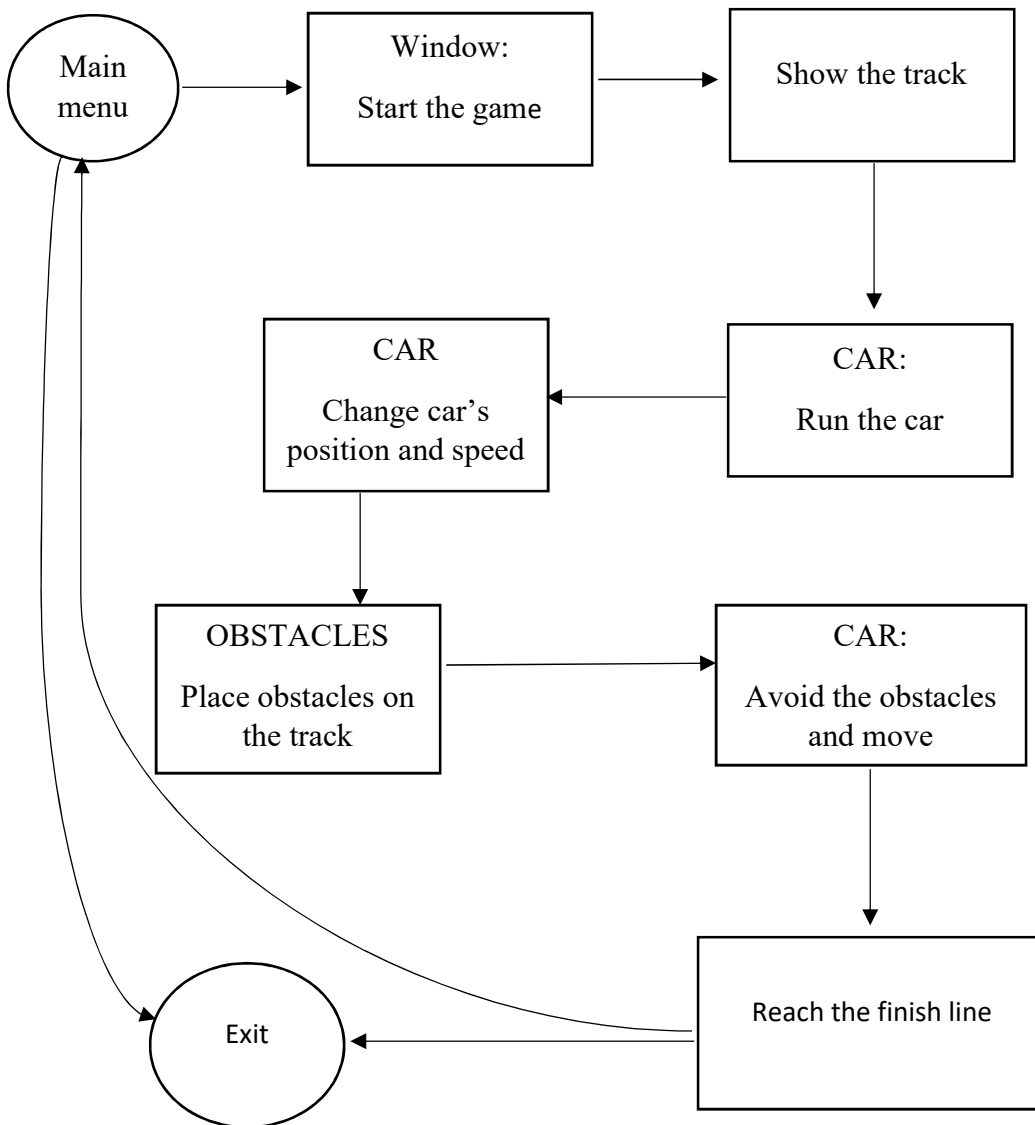 Main
menu
Window:
Start the game
Show the track
CAR
Change car’s
position and speed
CAR:
Run the car
OBSTACLES
Place obstacles on
the track
CAR:
Avoid the obstacles
and move
Exit
Reach the finish line